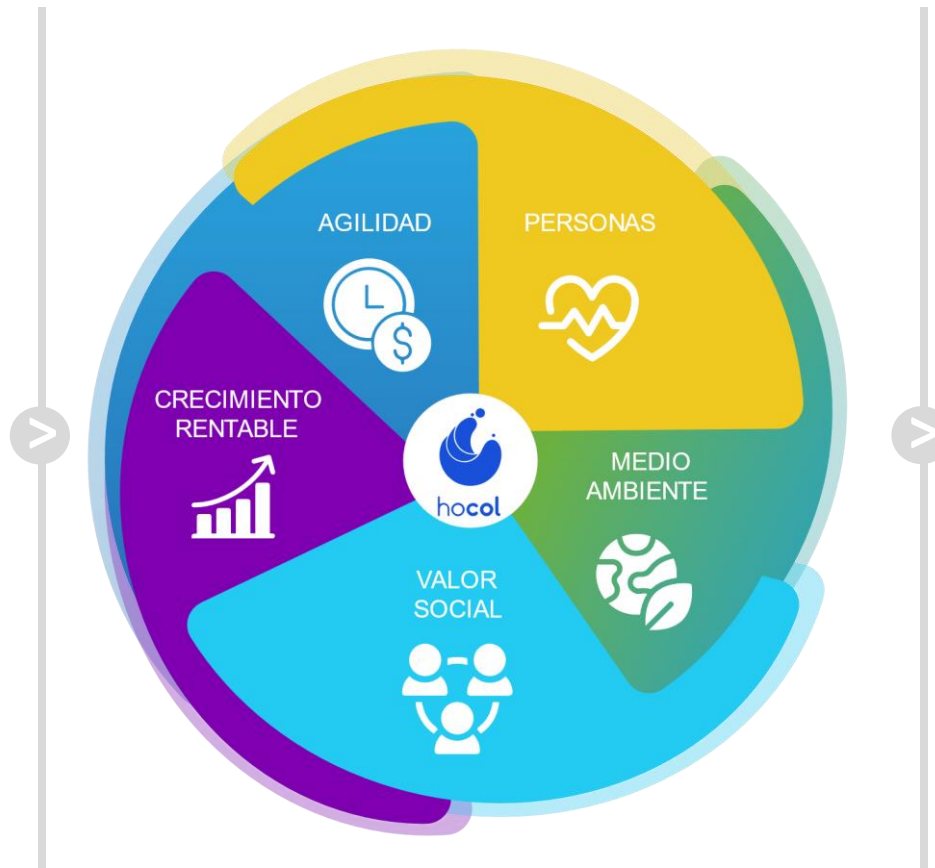 AGILIDAD
PERSONAS
CRECIMIENTO
RENTABLE
$
hocol
MEDIO
AMBIENTE
VALOR
SOCIAL